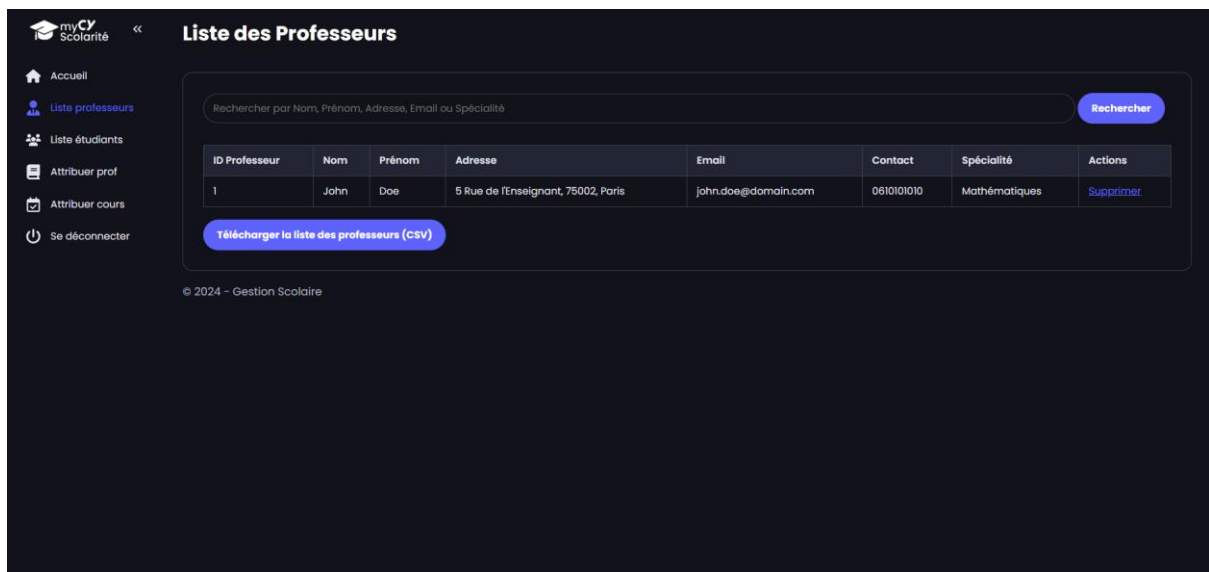 myCY
Scolarité
«
Liste des Professeurs
Accueil
Liste professeurs
Liste étudiants
Attribuer prof
Attribuer cours
Se déconnecter
Rechercher par Nom, Prénom, Adresse, Email ou Spécialité
Rechercher
ID Professeur Nom Prénom Adresse Email Contact Spécialité Actions
1 John Doe 5 Rue de l'Enseignant, 75002, Paris john.doe@domain.com 0610101010 Mathématiques Supprimer
Télécharger la liste des professeurs (CSV)
© 2024 - Gestion Scolaire